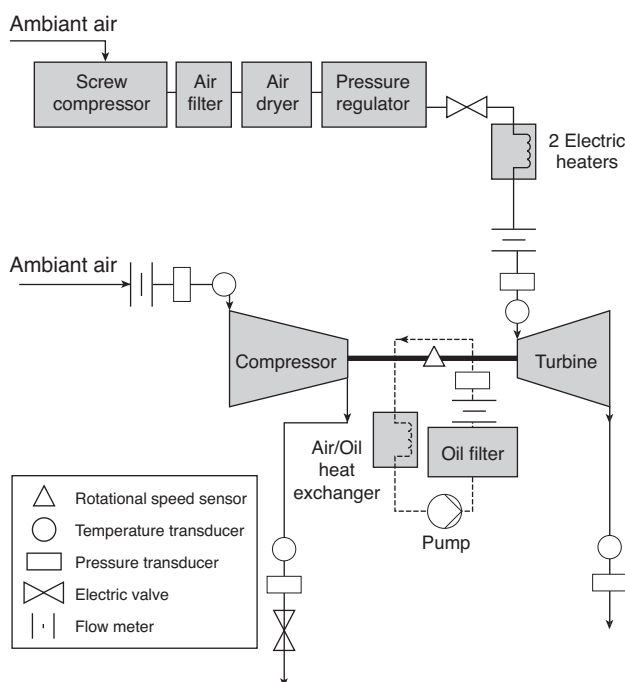 Ambiant air
Screw
compressor
Air
filter
Air
dryer
Pressure
regulator
2 Electric
heaters
Ambiant air
Compressor
Turbine
Air/Oil
heat
exchanger
Oil filter
Pump
Rotational speed sensor
Temperature transducer
Pressure transducer
Electric valve
Flow meter